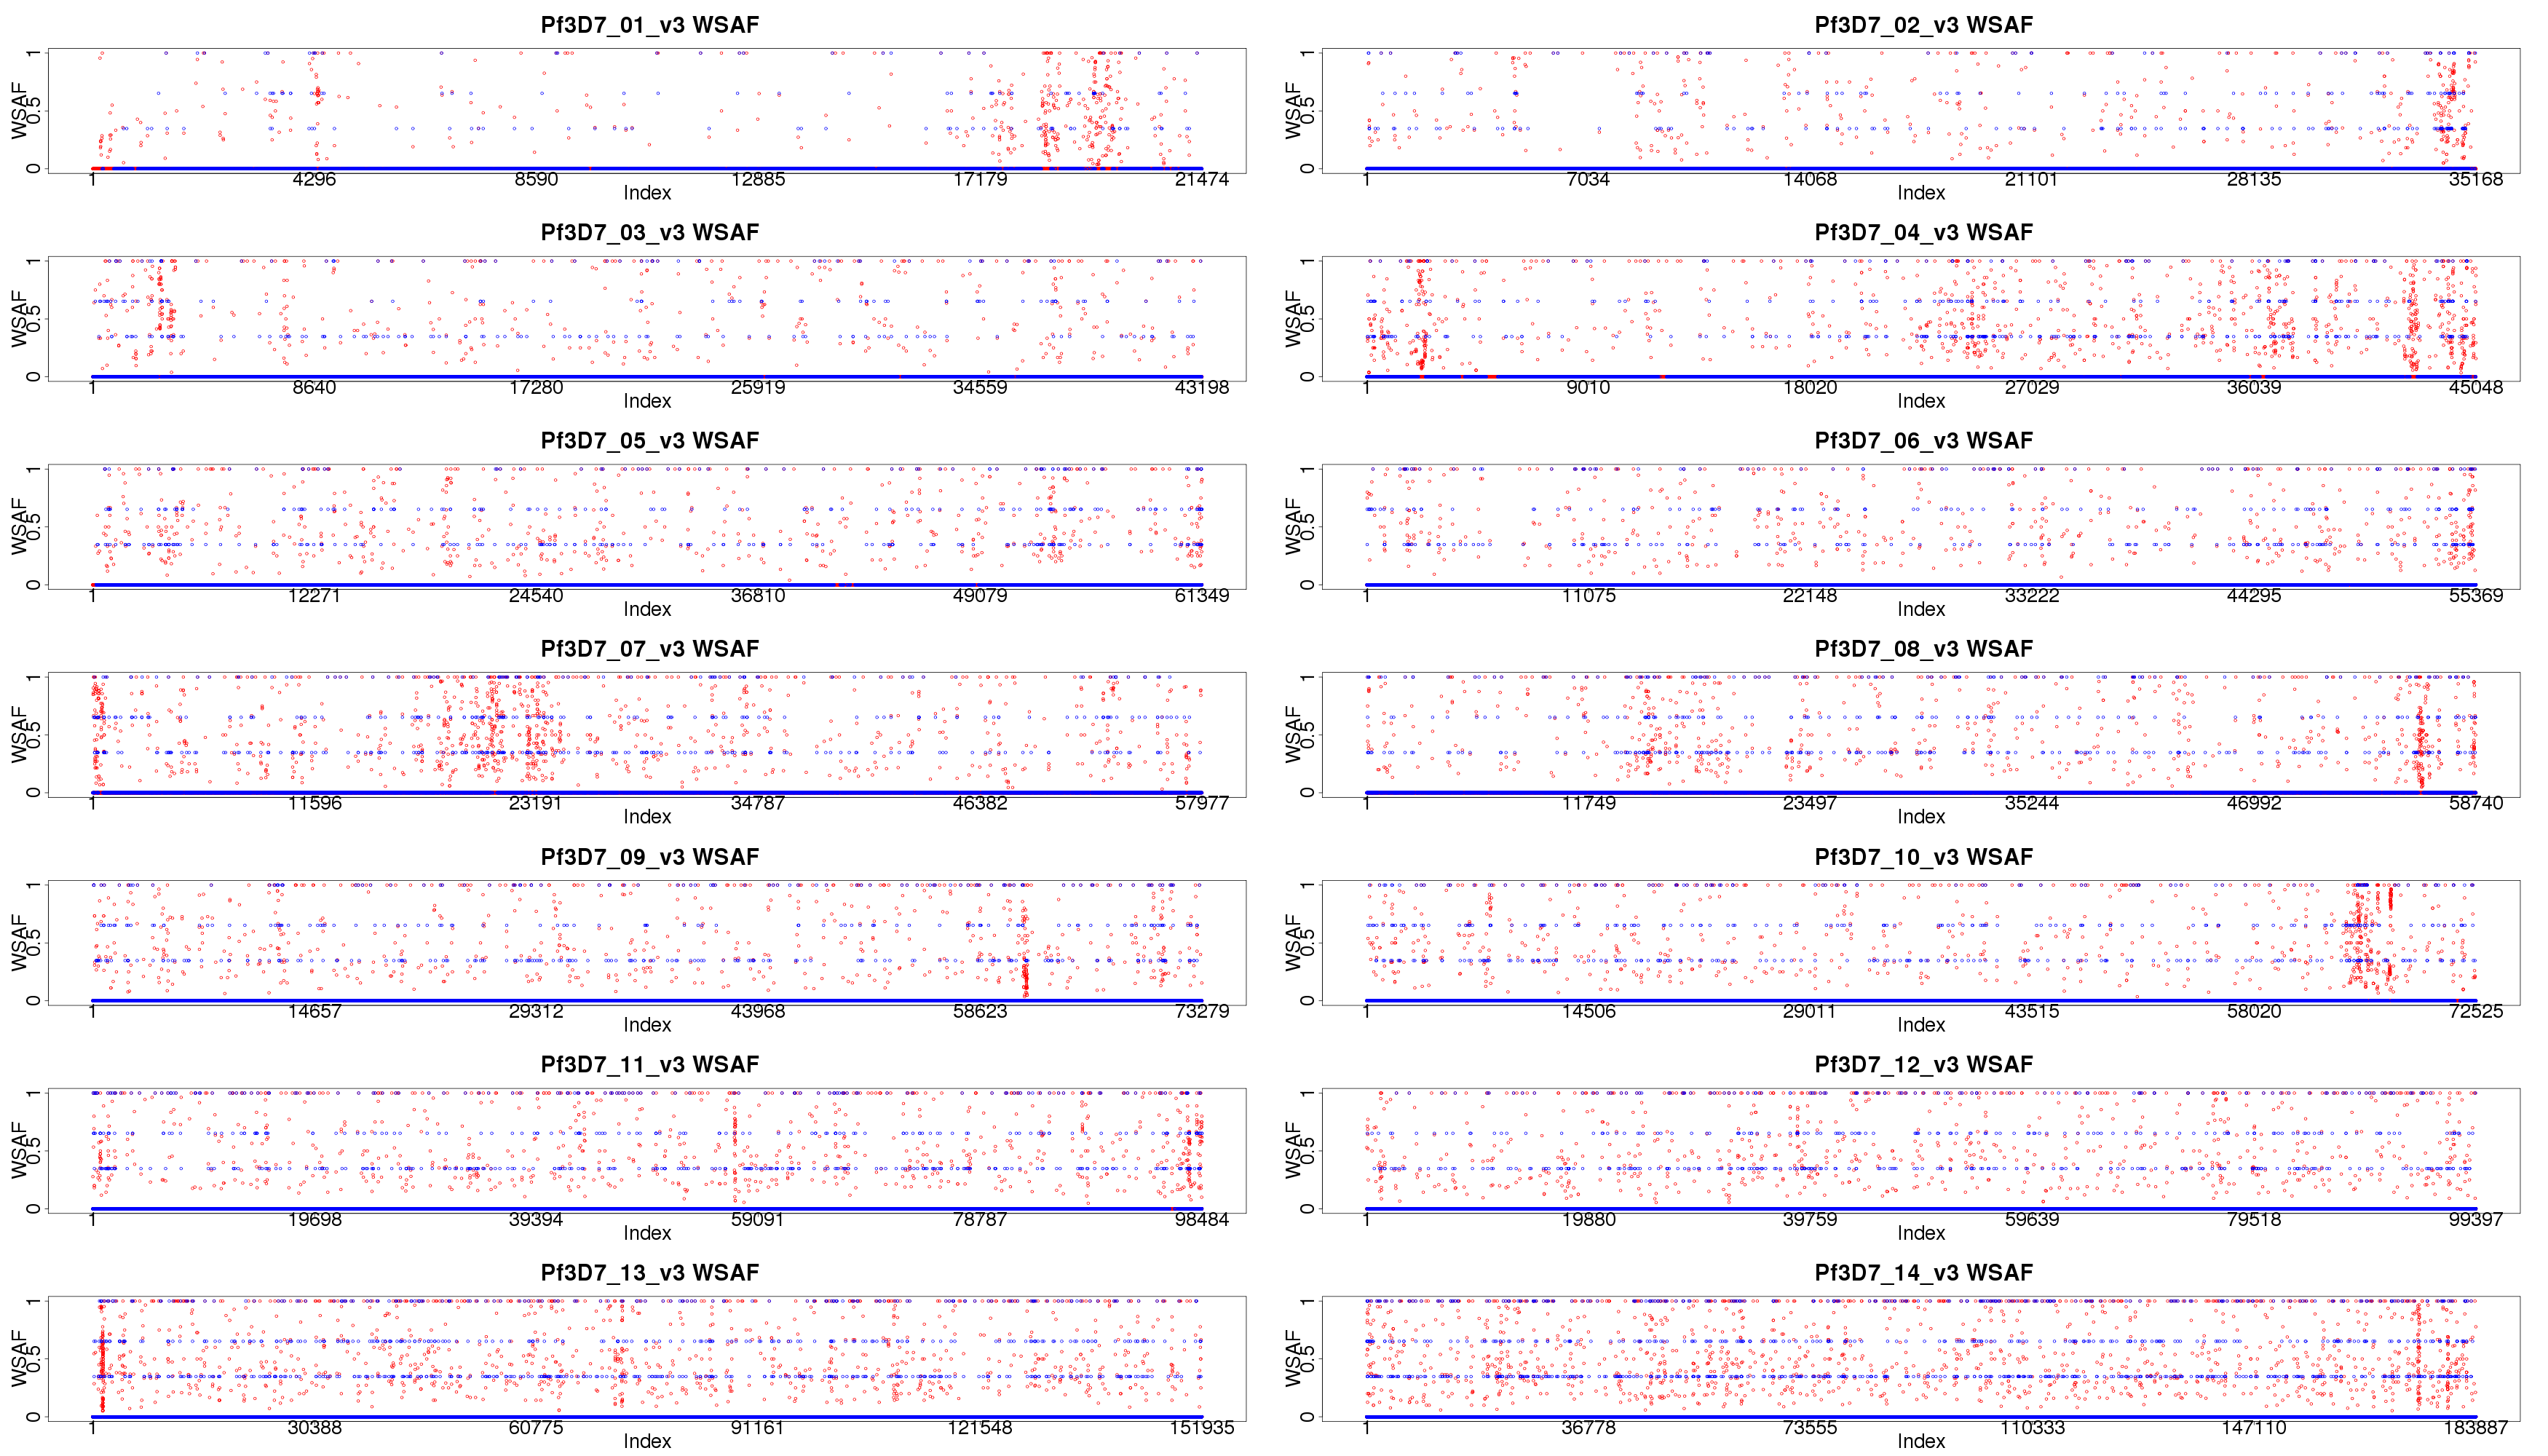 Pf3D7_01_v3 WSAF
WSAF
0 0.5 1
1 4296 8590 12885 17179 21474
Index
Pf3D7_02_v3 WSAF
WSAF
0 0.5 1
1 7034 14068 21101 28135 35168
Index
Pf3D7_03_v3 WSAF
WSAF
0 0.5 1
1 8640 17280 25919 34559 43198
Index
Pf3D7_04_v3 WSAF
WSAF
0 0.5 1
1 9010 18020 27029 36039 45048
Index
Pf3D7_05_v3 WSAF
WSAF
0 0.5 1
1 12271 24540 36810 49079 61349
Index
Pf3D7_06_v3 WSAF
WSAF
0 0.5 1
1 11075 22148 33222 44295 55369
Index
Pf3D7_07_v3 WSAF
WSAF
0 0.5 1
1 11596 23191 34787 46382 57977
Index
Pf3D7_08_v3 WSAF
WSAF
0 0.5 1
1 11749 23497 35244 46992 58740
Index
Pf3D7_09_v3 WSAF
WSAF
0 0.5 1
1 14657 29312 43968 58623 73279
Index
Pf3D7_10_v3 WSAF
WSAF
0 0.5 1
1 14506 29011 43515 58020 72525
Index
Pf3D7_11_v3 WSAF
WSAF
0 0.5 1
1 19698 39394 59091 78787 98484
Index
Pf3D7_12_v3 WSAF
WSAF
0 0.5 1
1 19880 39759 59639 79518 99397
Index
Pf3D7_13_v3 WSAF
WSAF
0 0.5 1
1 30388 60775 91161 121548 151935
Index
Pf3D7_14_v3 WSAF
WSAF
0 0.5 1
1 36778 73555 110333 147110 183887
Index